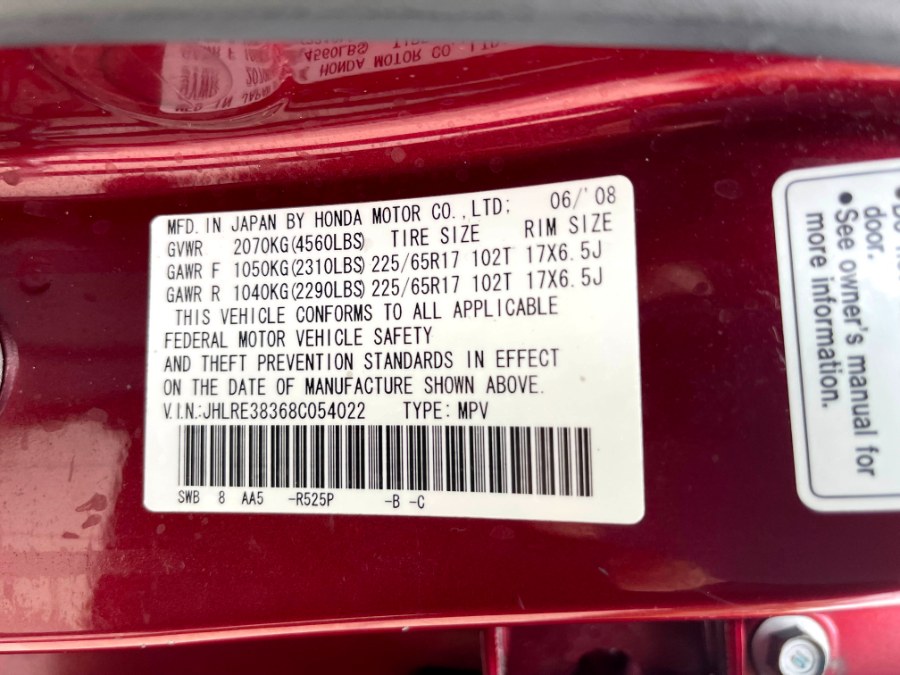 MFD. IN JAPAN BY HONDA MOTOR CO.,LTD; 06/'08
GVWR 2070KG(4560LBS) TIRE SIZE RIM SIZE
GAWR F 1050KG(2310LBS) 225/65R17 102T 17X6.5J
GAWR R 1040KG(2290LBS) 225/65R17 102T 17X6.5J
THIS VEHICLE CONFORMS TO ALL APPLICABLE
FEDERAL MOTOR VEHICLE SAFETY
AND THEFT PREVENTION STANDARDS IN EFFECT
ON THE DATE OF MANUFACTURE SHOWN ABOVE.
V.I.N.:JHLRE38368C054022 TYPE: MPV
SWB 8 AA5 -R525P -B -C
door.
• See owner's manual for
more information.